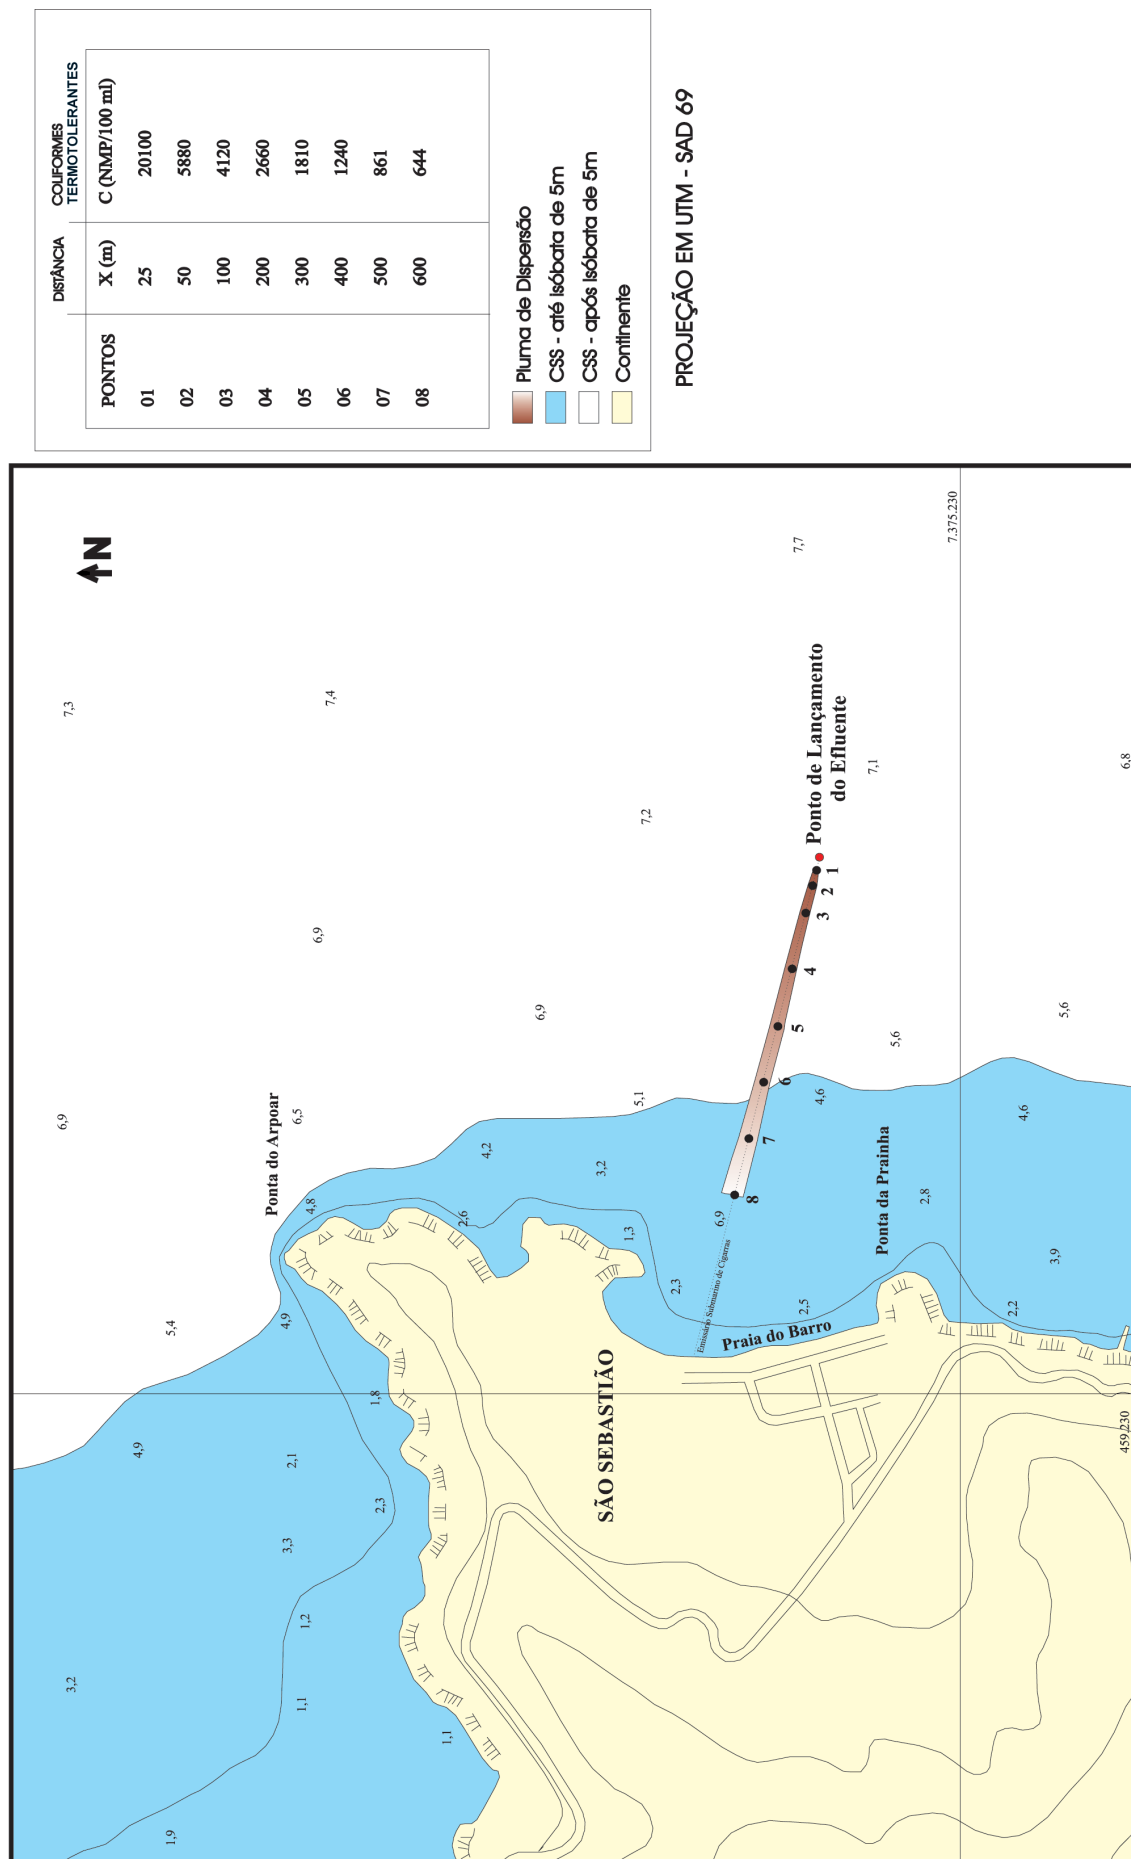 DISTÂNCIA
COLIFORMES
TERMOTOLERANTES
PONTOS X (m) C (NMP/100 ml)
01 25 20100
02 50 5880
03 100 4120
04 200 2660
05 300 1810
06 400 1240
07 500 861
08 600 644
Pluma de Dispersão
CSS - até Isóbata de 5m
CSS - após Isóbata de 5m
Continente
PROJEÇÃO EM UTM - SAD 69
N
7.375.230
459.230
7,3
7,4
7,7
7,2
7,1
6,8
6,9
6,9
6,9
6,5
5,6
5,6
5,1
5,4
Ponto de Lançamento
do Efluente
1
2
3
4
5
6
7
8
Ponta do Arpoar
4,8
4,2
3,2
4,6
4,6
2,6
1,3
6,9
2,8
3,9
2,3
2,5
2,2
4,9
4,9
1,8
2,1
2,3
3,3
1,2
1,1
1,1
3,2
1,9
Emissário Submarino de Cigarras
Ponta da Prainha
Praia do Barro
SÃO SEBASTIÃO